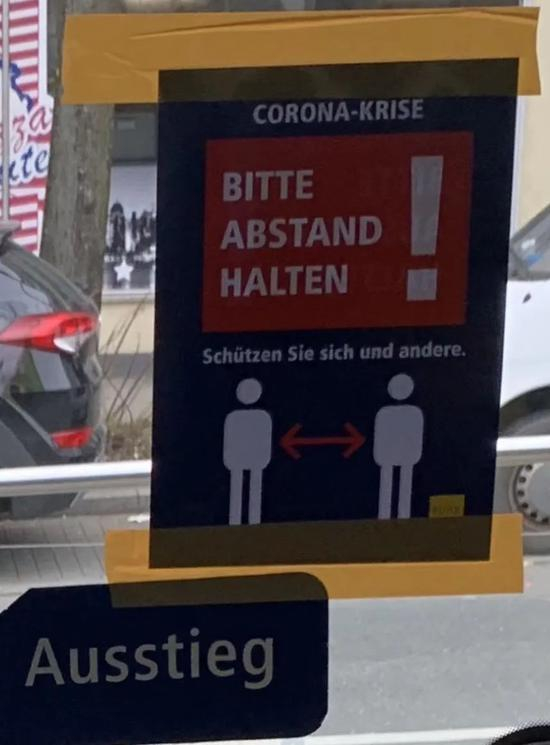 CORONA-KRISE
BITTE
ABSTAND
HALTEN
!
Schützen Sie sich und andere.
Ausstieg